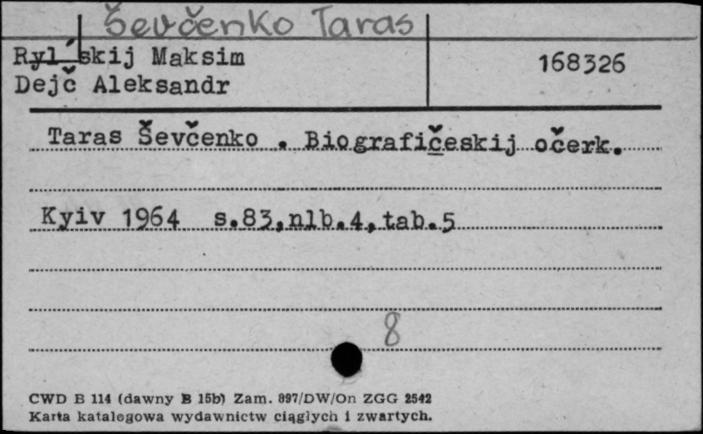 Ševčenko Taras
Ryl´skij Maksim
168326
Dejč Aleksandr
Taras Ševčenko . Biografičeskij očerk.
Kyiv 1964 s.83,nlb.4,tab.5
8
CWD B 114 (dawny B 15b) Zam. 897/DW/On ZGG 2542
Karta katalogowa wydawnictw ciągłych i zwartych.